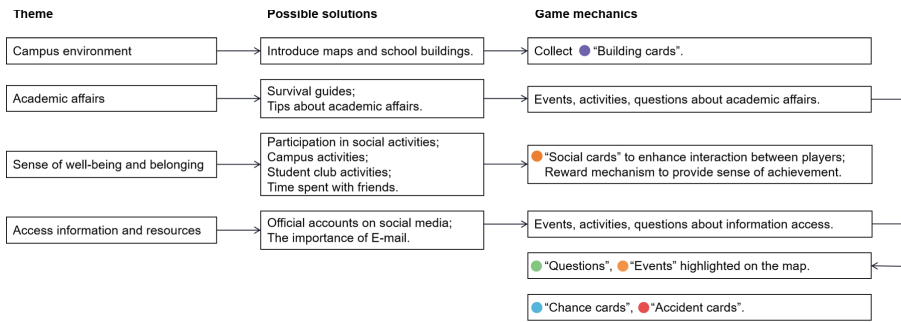 Theme
Possible solutions
Game mechanics
Campus environment
Introduce maps and school buildings.
Collect “Building cards”.
Academic affairs
Survival guides;
Tips about academic affairs.
Events, activities, questions about academic affairs.
Sense of well-being and belonging
Participation in social activities;
Campus activities;
Student club activities;
Time spent with friends.
“Social cards” to enhance interaction between players;
Reward mechanism to provide sense of achievement.
Access information and resources
Official accounts on social media;
The importance of E-mail.
Events, activities, questions about information access.
“Questions”, “Events” highlighted on the map.
“Chance cards”, “Accident cards”.